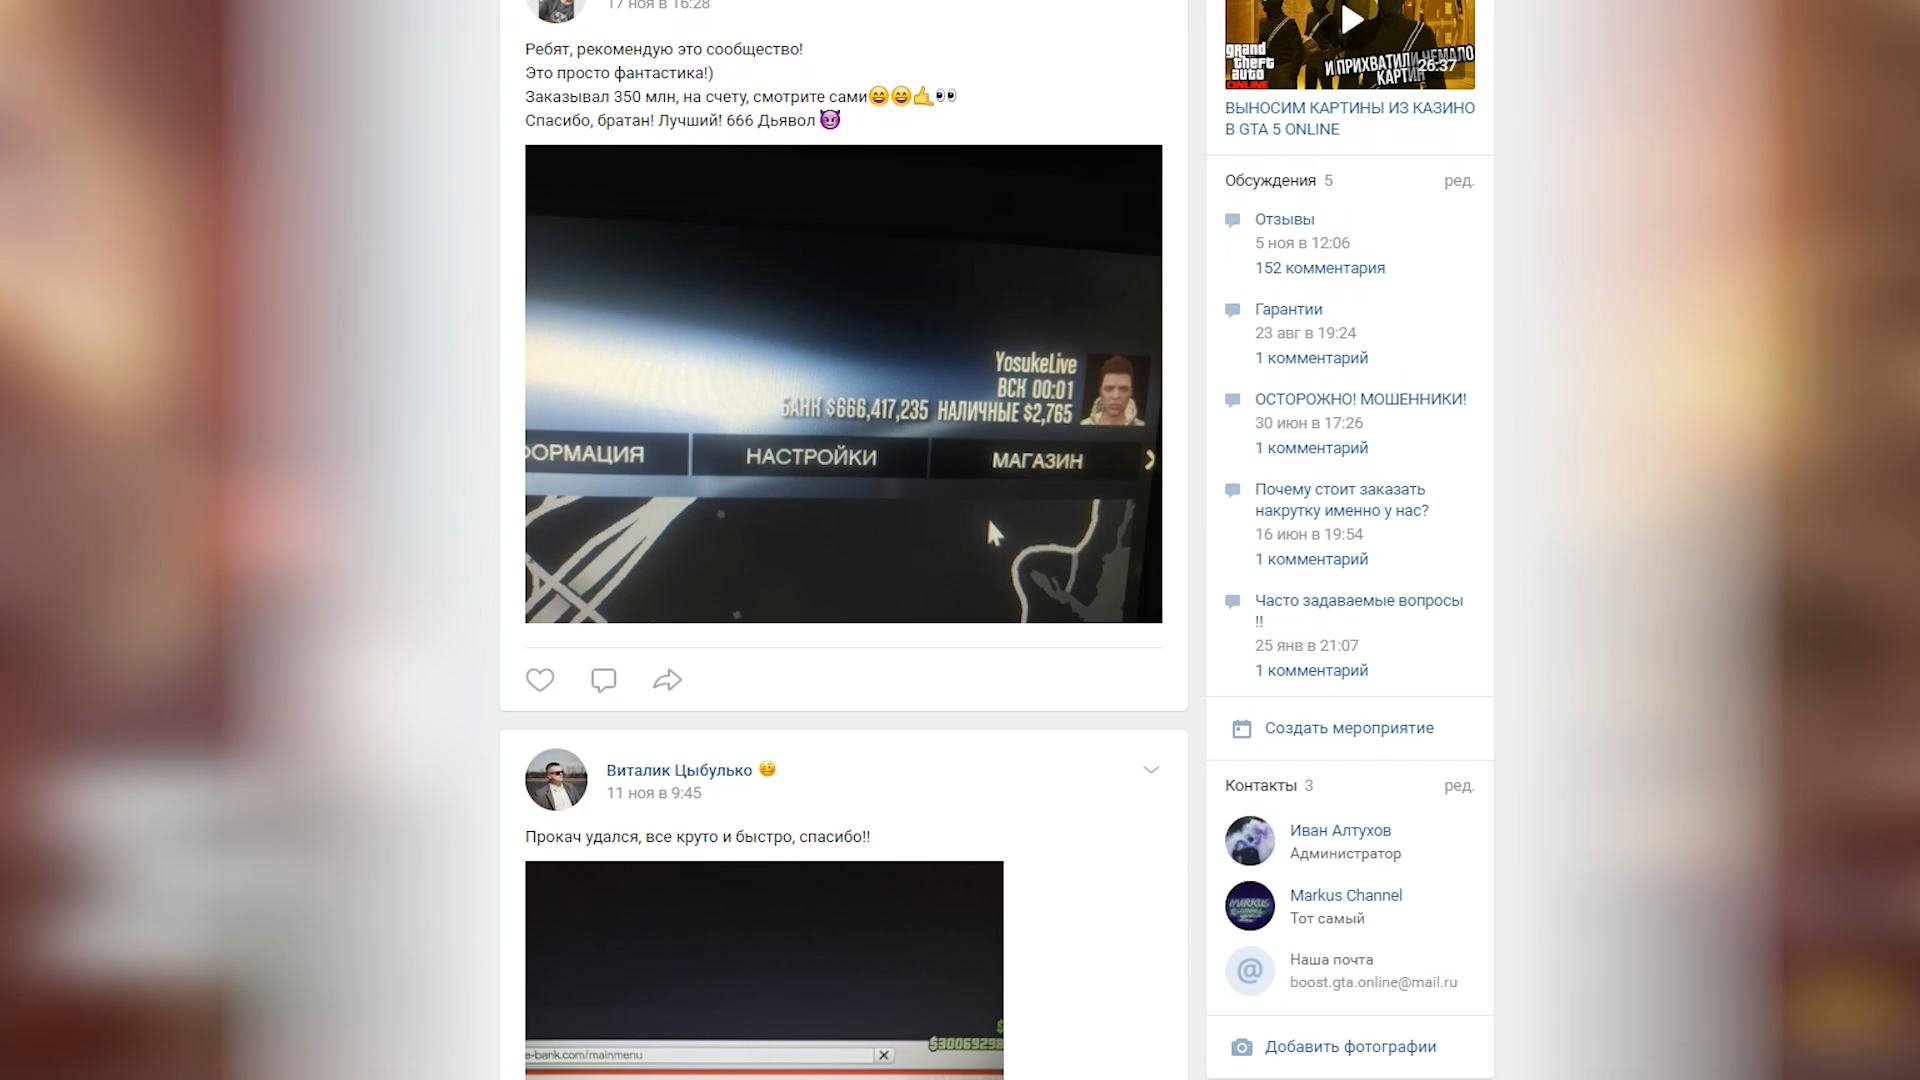 17 ноя в 16:28
Ребят, рекомендую это сообщество!
Это просто фантастика!)
Заказывал 350 млн, на счету, смотрите сами😄😄🤙👀
Спасибо, братан! Лучший! 666 Дьявол 😈
YosukeLive
ВСК 00:01
БАНК $666,417,235 НАЛИЧНЫЕ $2,765
ОРМАЦИЯ
НАСТРОЙКИ
МАГАЗИН
Виталик Цыбулько
11 ноя в 9:45
Прокач удался, все круто и быстро, спасибо!!
e-bank.com/mainmenu
$30069298
grand
theft
auto
ONLINE
И ПРИХВАТИЛИ НЕМАЛО
КАРТИН
26:37
ВЫНОСИМ КАРТИНЫ ИЗ КАЗИНО
В GTA 5 ONLINE
Обсуждения 5
ред.
Отзывы
5 ноя в 12:06
152 комментария
Гарантии
23 авг в 19:24
1 комментарий
ОСТОРОЖНО! МОШЕННИКИ!
30 июн в 17:26
1 комментарий
Почему стоит заказать
накрутку именно у нас?
16 июн в 19:54
1 комментарий
Часто задаваемые вопросы
!!
25 янв в 21:07
1 комментарий
Создать мероприятие
Контакты 3
ред.
Иван Алтухов
Администратор
MARKUS
Markus Channel
Тот самый
@
Наша почта
boost.gta.online@mail.ru
Добавить фотографии